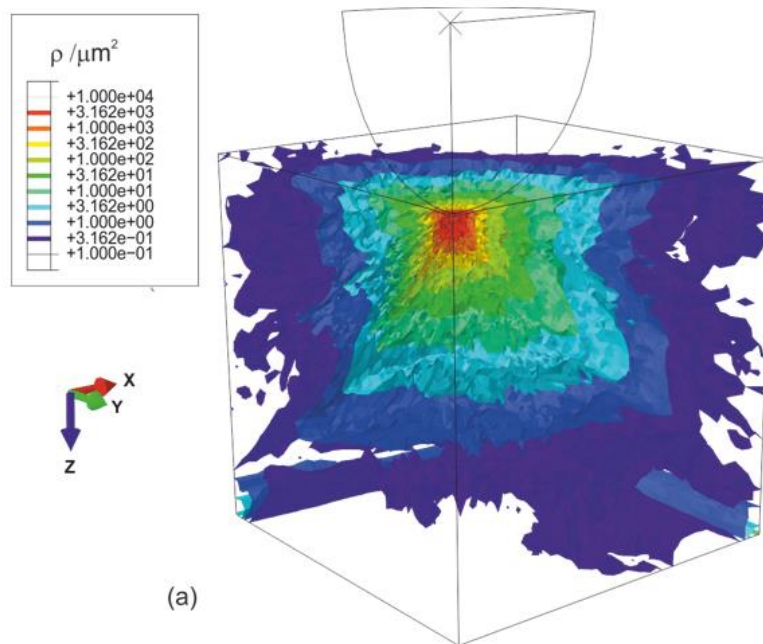 ρ /μm²
+1.000e+04
+3.162e+03
+1.000e+03
+3.162e+02
+1.000e+02
+3.162e+01
+1.000e+01
+3.162e+00
+1.000e+00
+3.162e−01
+1.000e−01
X
Y
Z
(a)